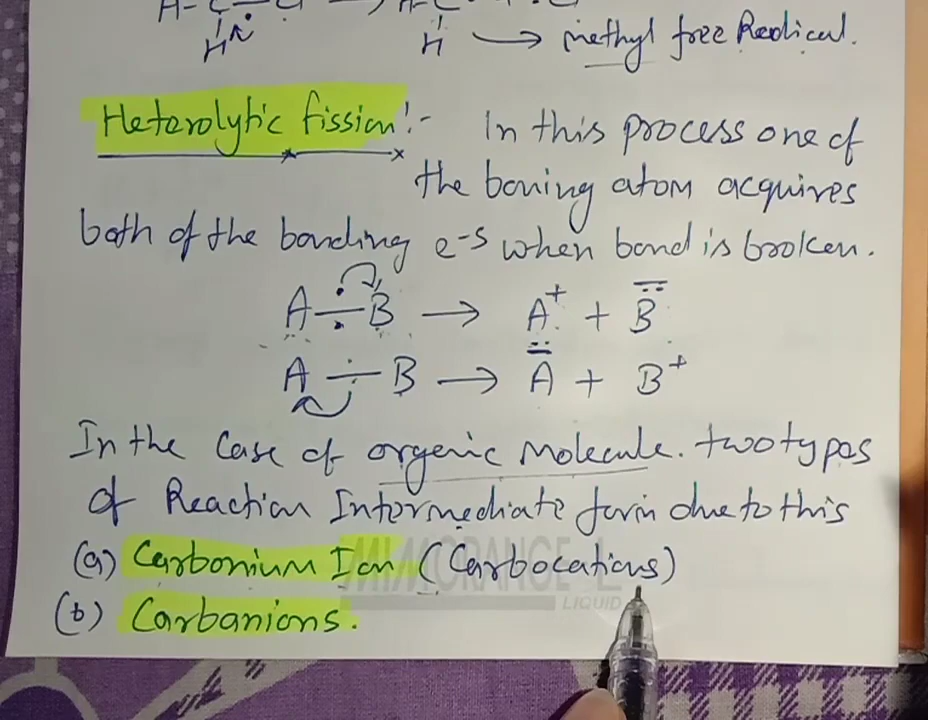 H → methyl free Redical.
Heterolytic fission:- In this process one of
the boning atom acquires
both of the bonding e-s when bond is broken.
A — B → A+ + B̄
A — B → Ā + B+
In the case of organic Molecule. two types
of Reaction Intermediate form due to this
(a) Carbonium Ion (Carbocations)
(b) Carbanions.
LIQUID